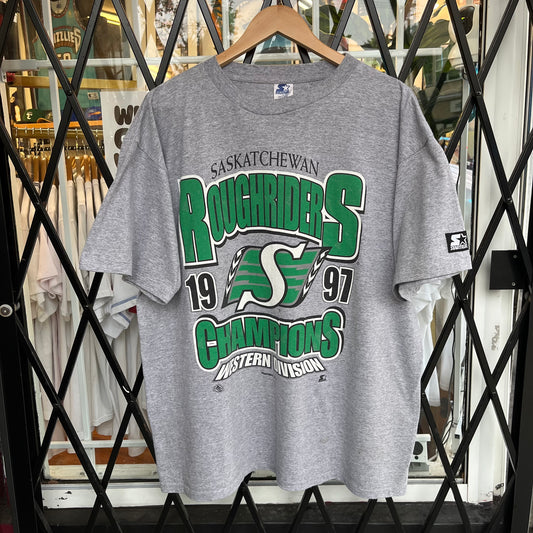 SASKATCHEWAN
ROUGHRIDERS
19 S 97
CHAMPIONS
WESTERN DIVISION